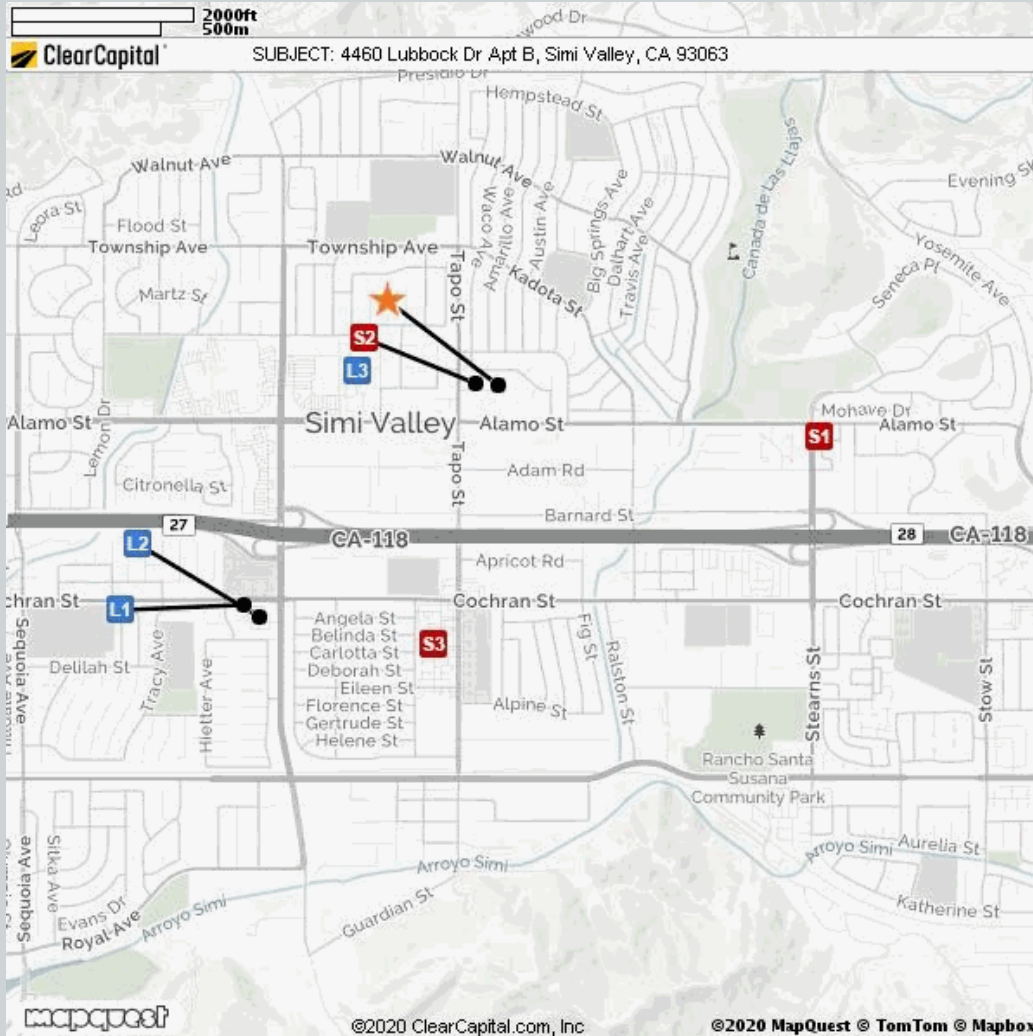 2000ft
500m
wood Dr
ClearCapital
SUBJECT: 4460 Lubbock Dr Apt B, Simi Valley, CA 93063
Presidio Dr
Hempstead St
Walnut Ave
Walnut Ave
Rd
Leora St
Flood St
Township Ave
Township Ave
Martz St
Waco Ave
Amarillo Ave
Austin Ave
Big Springs Ave
Dalhart Ave
Travis Ave
Kadota St
Tapo St
Canada de Las Llajas
Evening St
Yosemite Ave
Seneca Pl
S2
L3
Simi Valley
Alamo St
Alamo St
Mohave Dr
Alamo St
S1
Lemon Dr
Citronella St
Tapo St
Adam Rd
Barnard St
27
CA-118
28
CA-118
L2
Apricot Rd
L1
chran St
Cochran St
Cochran St
Angela St
Belinda St
Carlotta St
Deborah St
Eileen St
Florence St
Gertrude St
Helene St
S3
Sequoia Ave
Delilah St
Tracy Ave
Hietter Ave
Fig St
Ralston St
Alpine St
Stearns St
Stow St
Rancho Santa
Susana
Community Park
Sequoia Ave
Sitka Ave
Evans Dr
Royal Ave
Arroyo Simi
Arroyo Simi
Guardian St
Arroyo Simi
Aurelia St
Katherine St
mapquest
©2020 ClearCapital.com, Inc
©2020 MapQuest © TomTom © Mapbo